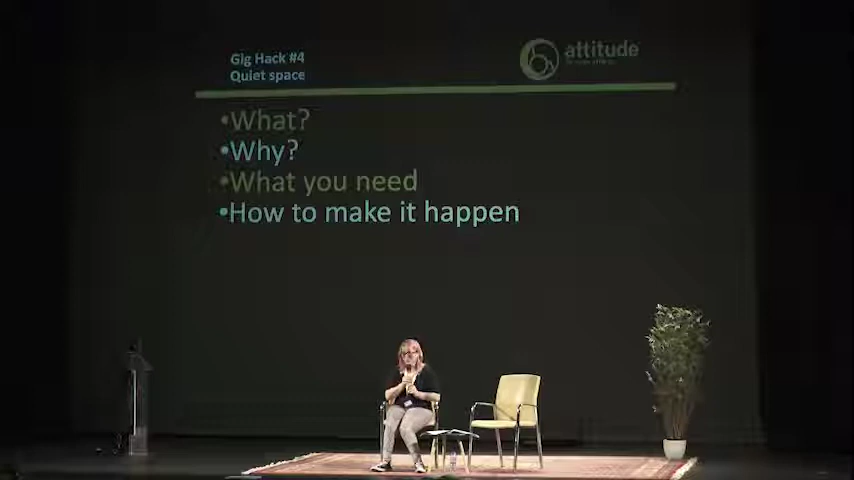 Gig Hack #4
Quiet space
attitude
•What?
•Why?
•What you need
•How to make it happen